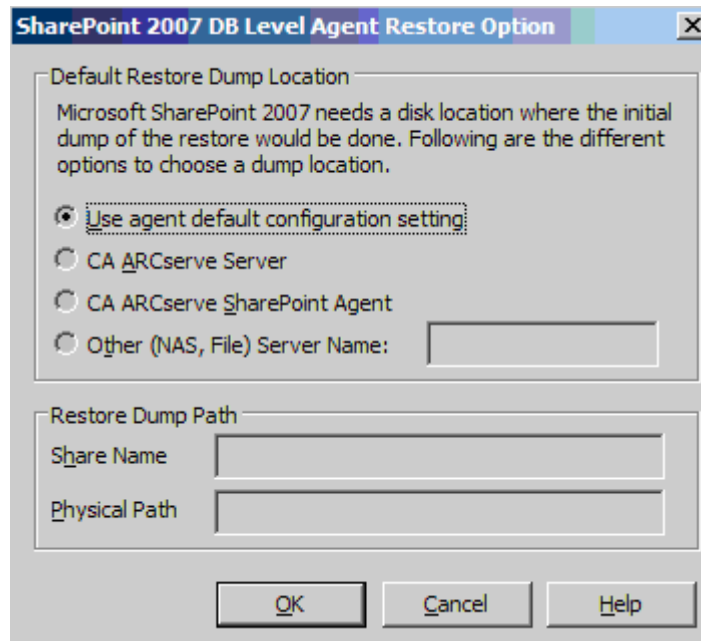 SharePoint 2007 DB Level Agent Restore Option
Default Restore Dump Location
Microsoft SharePoint 2007 needs a disk location where the initial
dump of the restore would be done. Following are the different
options to choose a dump location.
Use agent default configuration setting
CA ARCserve Server
CA ARCserve SharePoint Agent
Other (NAS, File) Server Name:
Restore Dump Path
Share Name
Physical Path
OK Cancel Help